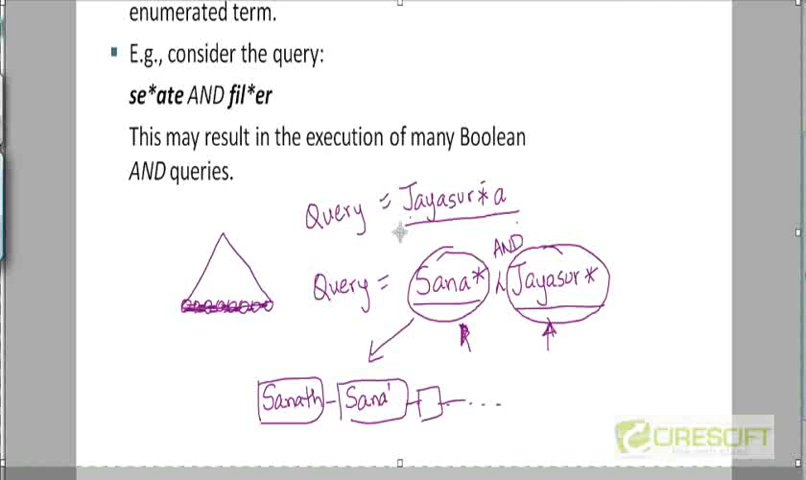 enumerated term.
▪ E.g., consider the query:
se*ate AND fil*er
This may result in the execution of many Boolean
AND queries.
Query = Jayasur*a
AND
Query = Sana* Jayasur*
Sanath - Sana' ...
CIRESCIFT